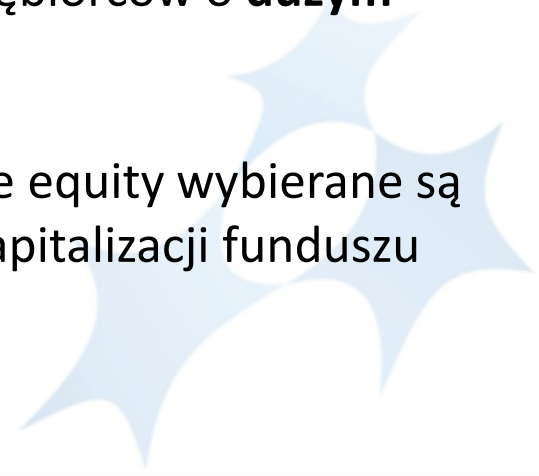 ębiorców o dużym
e equity wybierane są
apitalizacji funduszu